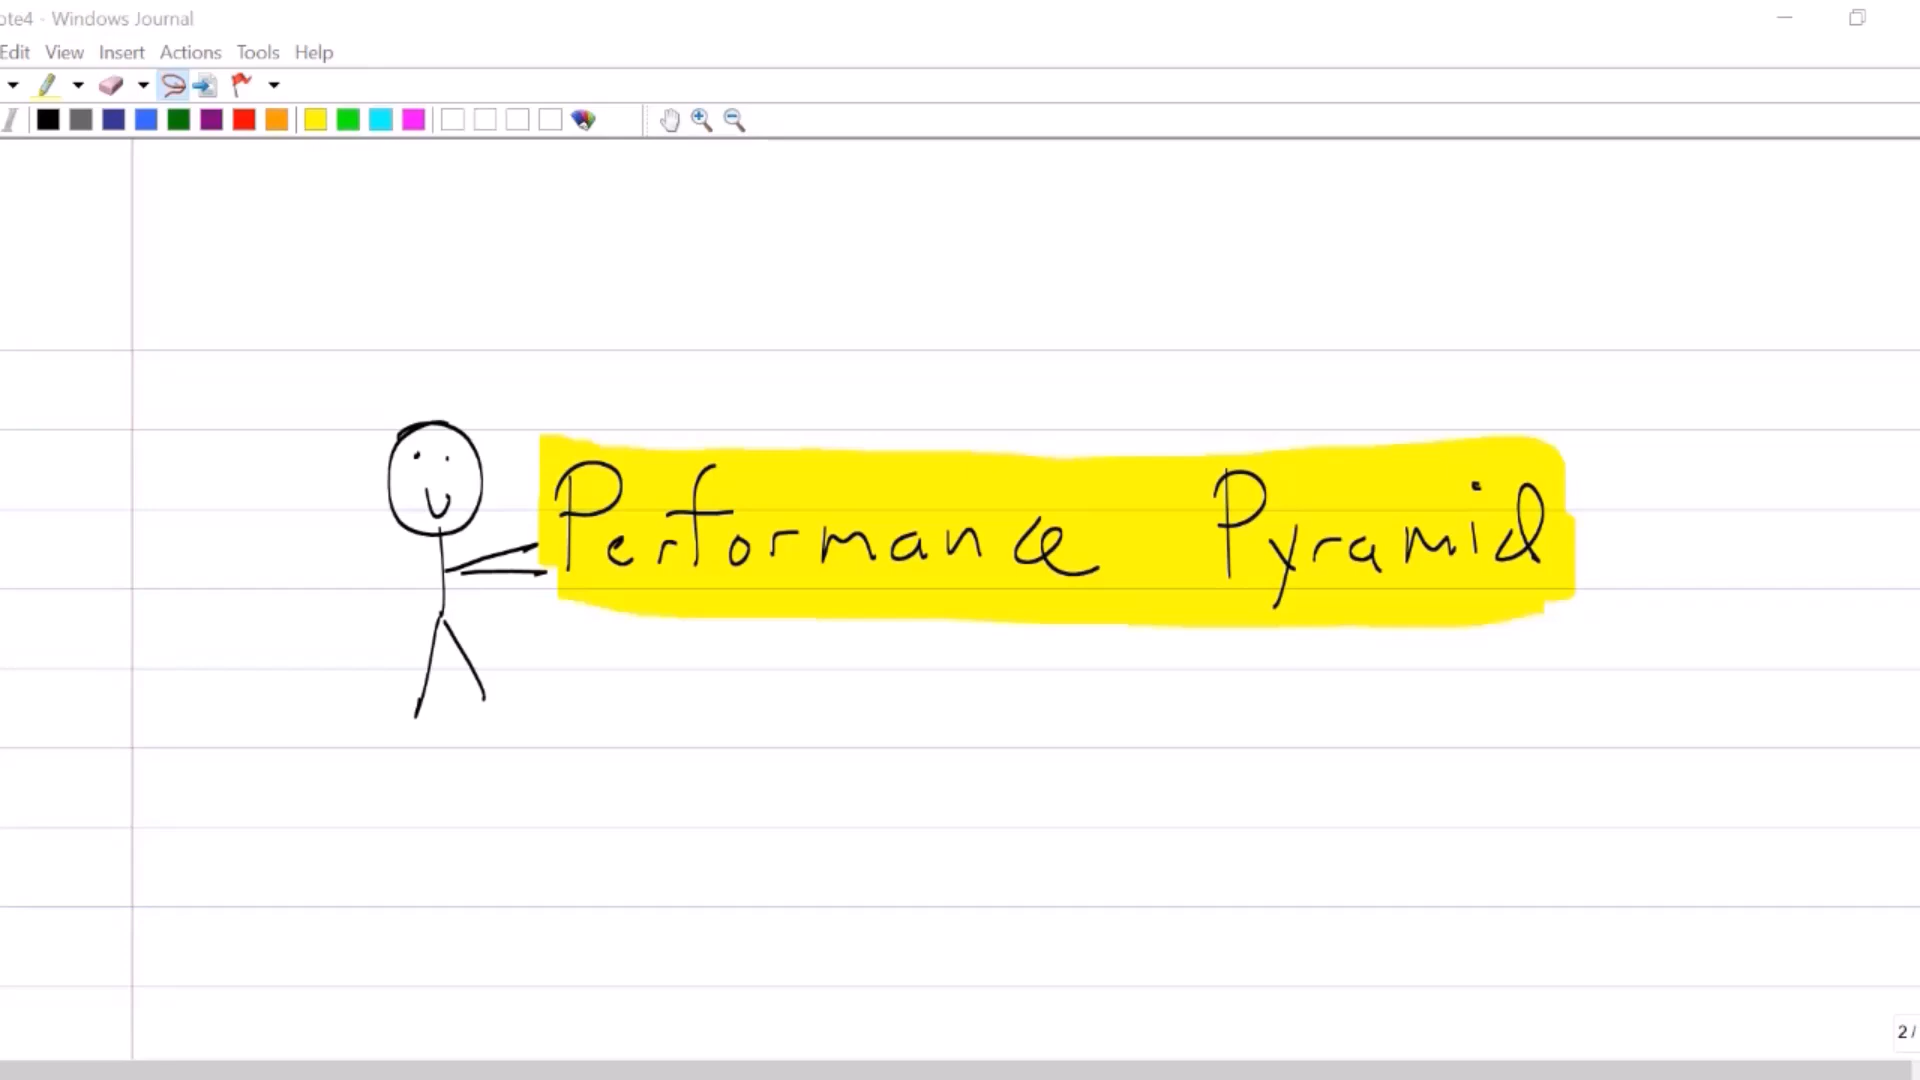 ote4 - Windows Journal
Edit View Insert Actions Tools Help
Performance Pyramid
2 /